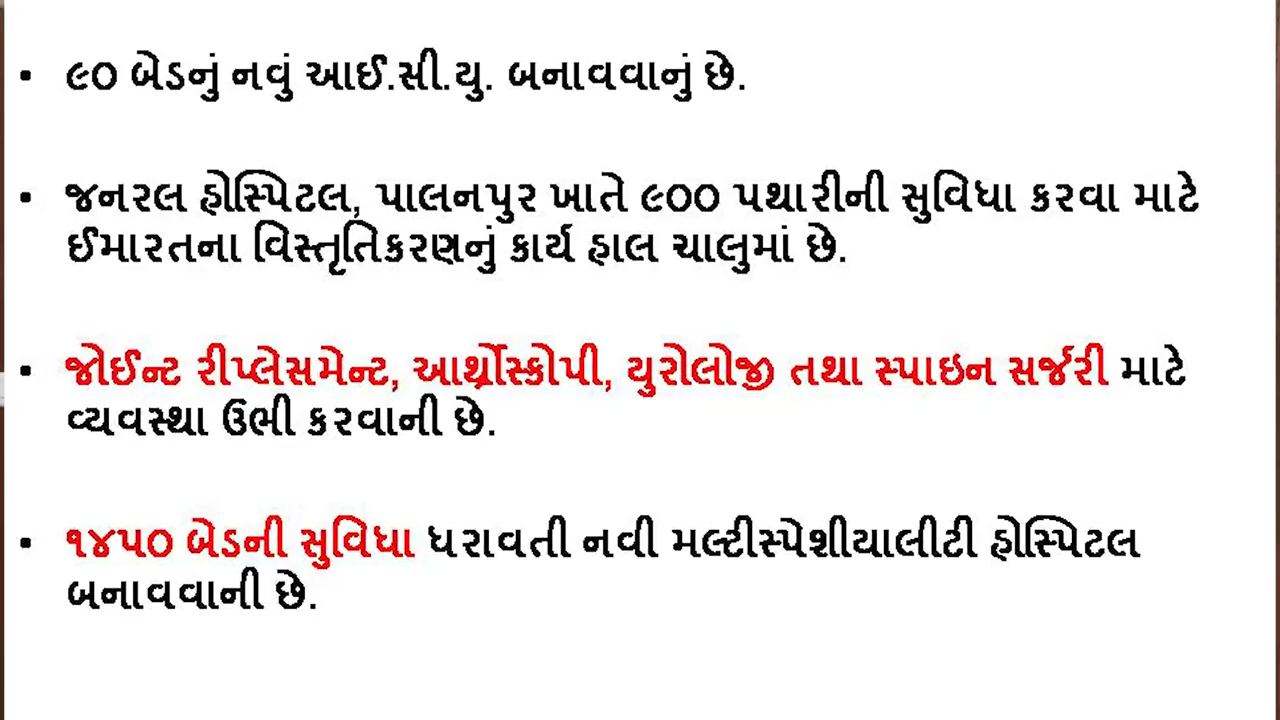 ▪ ૯૦ બેડનું નવું આઈ.સી.યુ. બનાવવાનું છે.
▪ જનરલ હોસ્પિટલ, પાલનપુર ખાતે ૯૦૦ પથારીની સુવિધા કરવા માટે
ઈમારતના વિસ્તૃતિકરણનું કાર્ય હાલ ચાલુમાં છે.
▪ જોઈન્ટ રીપ્લેસમેન્ટ, આર્થ્રોસ્કોપી, યુરોલોજી તથા સ્પાઇન સર્જરી માટે
વ્યવસ્થા ઉભી કરવાની છે.
▪ ૧૪૫૦ બેડની સુવિધા ધરાવતી નવી મલ્ટીસ્પેશીયાલીટી હોસ્પિટલ
બનાવવાની છે.